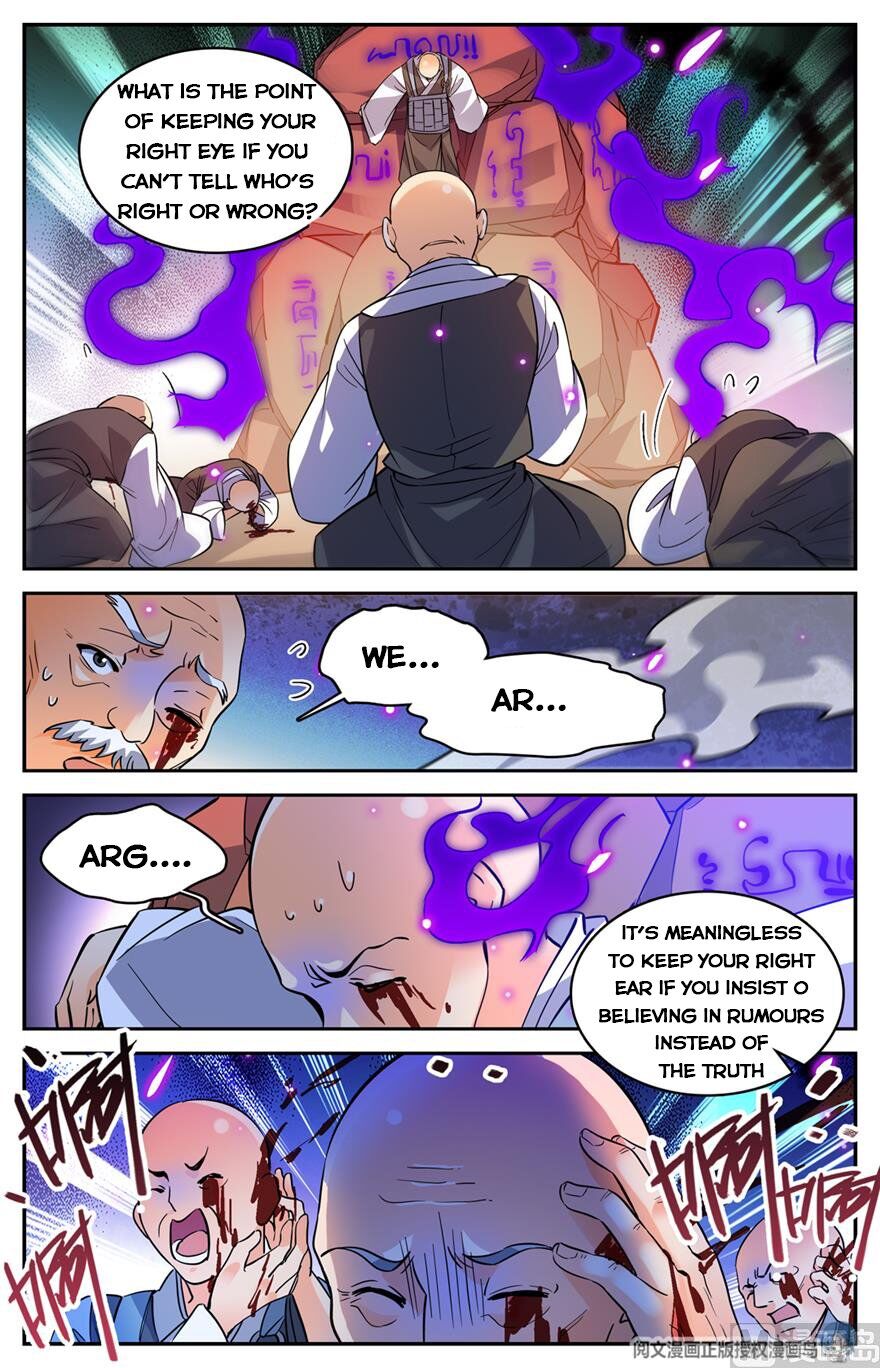 WHAT IS THE POINT
OF KEEPING YOUR
RIGHT EYE IF YOU
CAN'T TELL WHO'S
RIGHT OR WRONG?
WE...
AR...
ARG....
IT'S MEANINGLESS
TO KEEP YOUR RIGHT
EAR IF YOU INSIST O
BELIEVING IN RUMOURS
INSTEAD OF
THE TRUTH
阅文漫画正版授权漫画岛